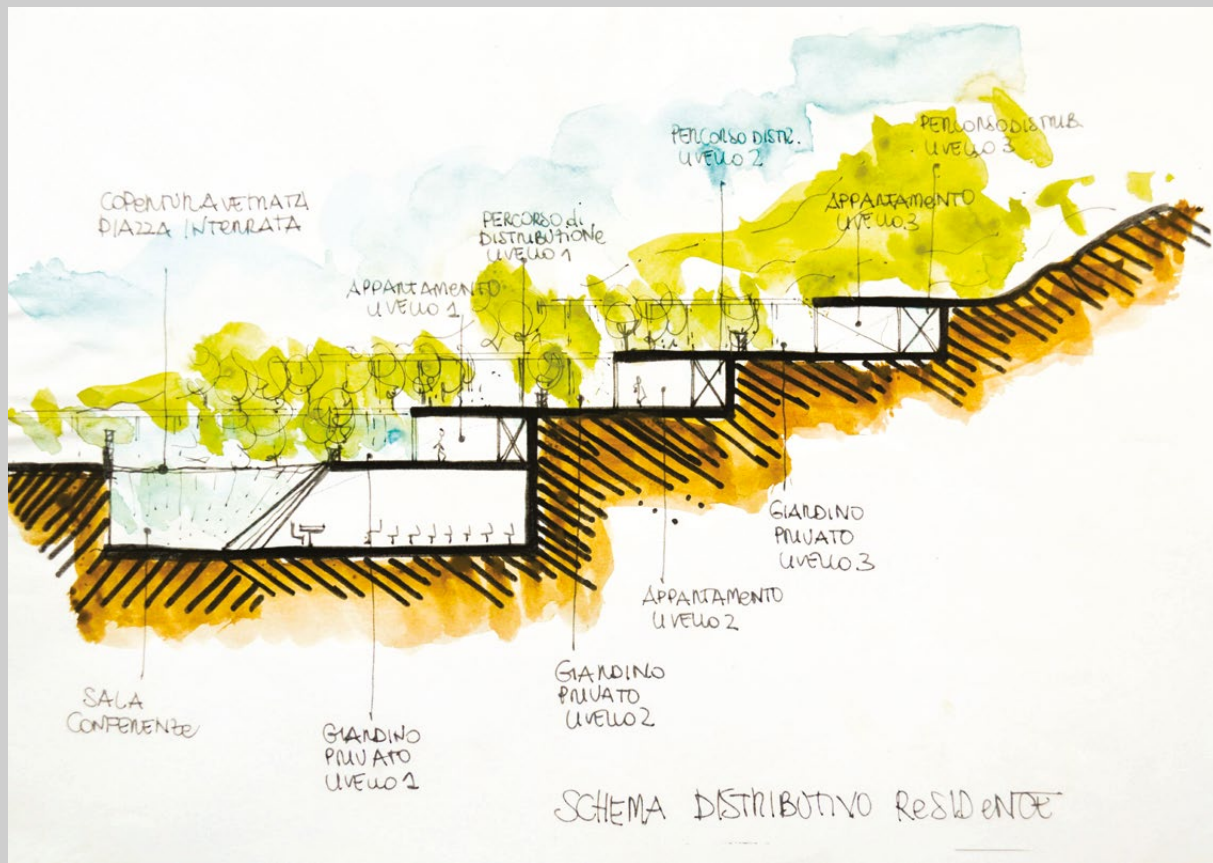 PERCORSO DISTR.
LIVELLO 2
PERCORSO DISTRIB.
LIVELLO 3
COPERTURA VETRATA
PIAZZA INTERRATA
APPARTAMENTO
LIVELLO 3
PERCORSO di
DISTRIBUTIONE
LIVELLO 1
APPARTAMENTO
LIVELLO 1
GIARDINO
PRIVATO
LIVELLO 3
APPARTAMENTO
LIVELLO 2
GIARDINO
PRIVATO
LIVELLO 2
SALA
CONFERENZE
GIARDINO
PRIVATO
LIVELLO 1
SCHEMA DISTRIBUTIVO ReSIDeNCE